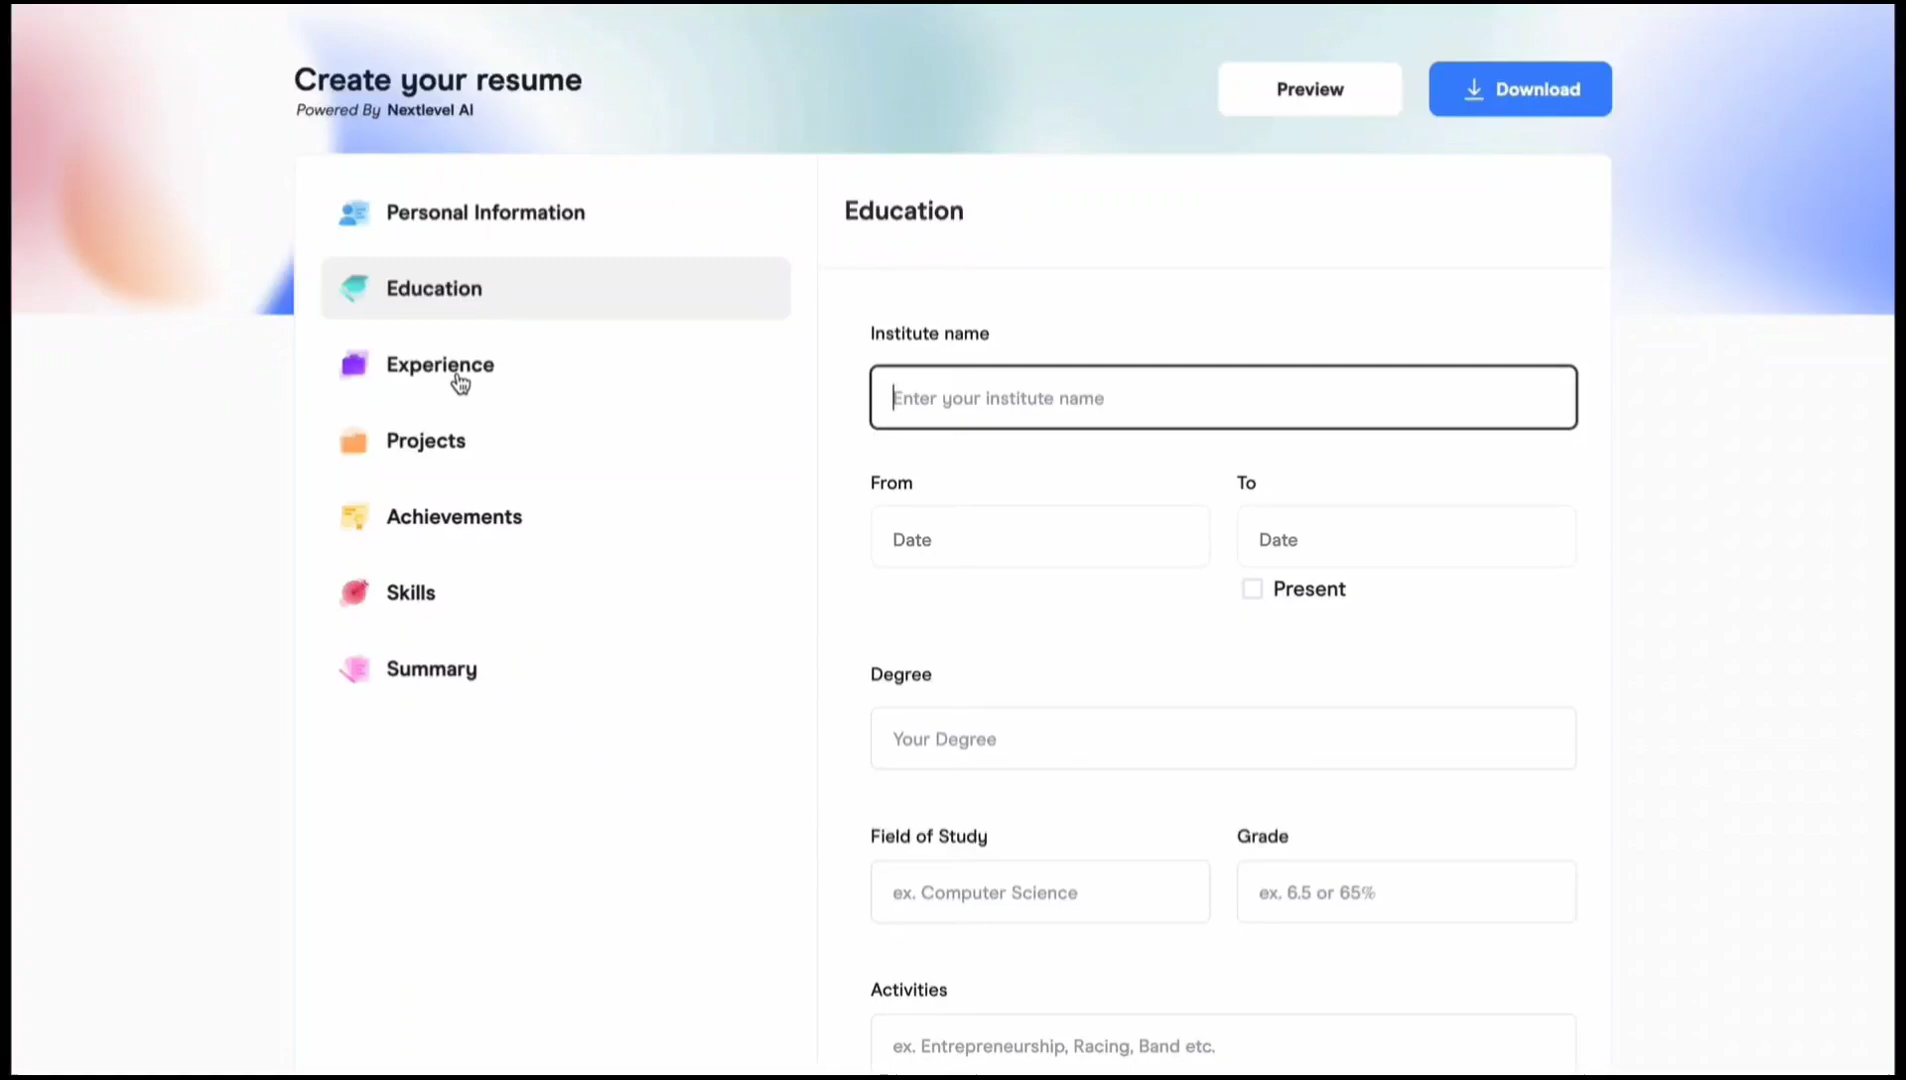 Create your resume
Powered By Nextlevel AI
Preview
Download
Personal Information
Education
Experience
Projects
Achievements
Skills
Summary
Education
Institute name
Enter your institute name
From
To
Date
Date
Present
Degree
Your Degree
Field of Study
Grade
ex. Computer Science
ex. 6.5 or 65%
Activities
ex. Entrepreneurship, Racing, Band etc.